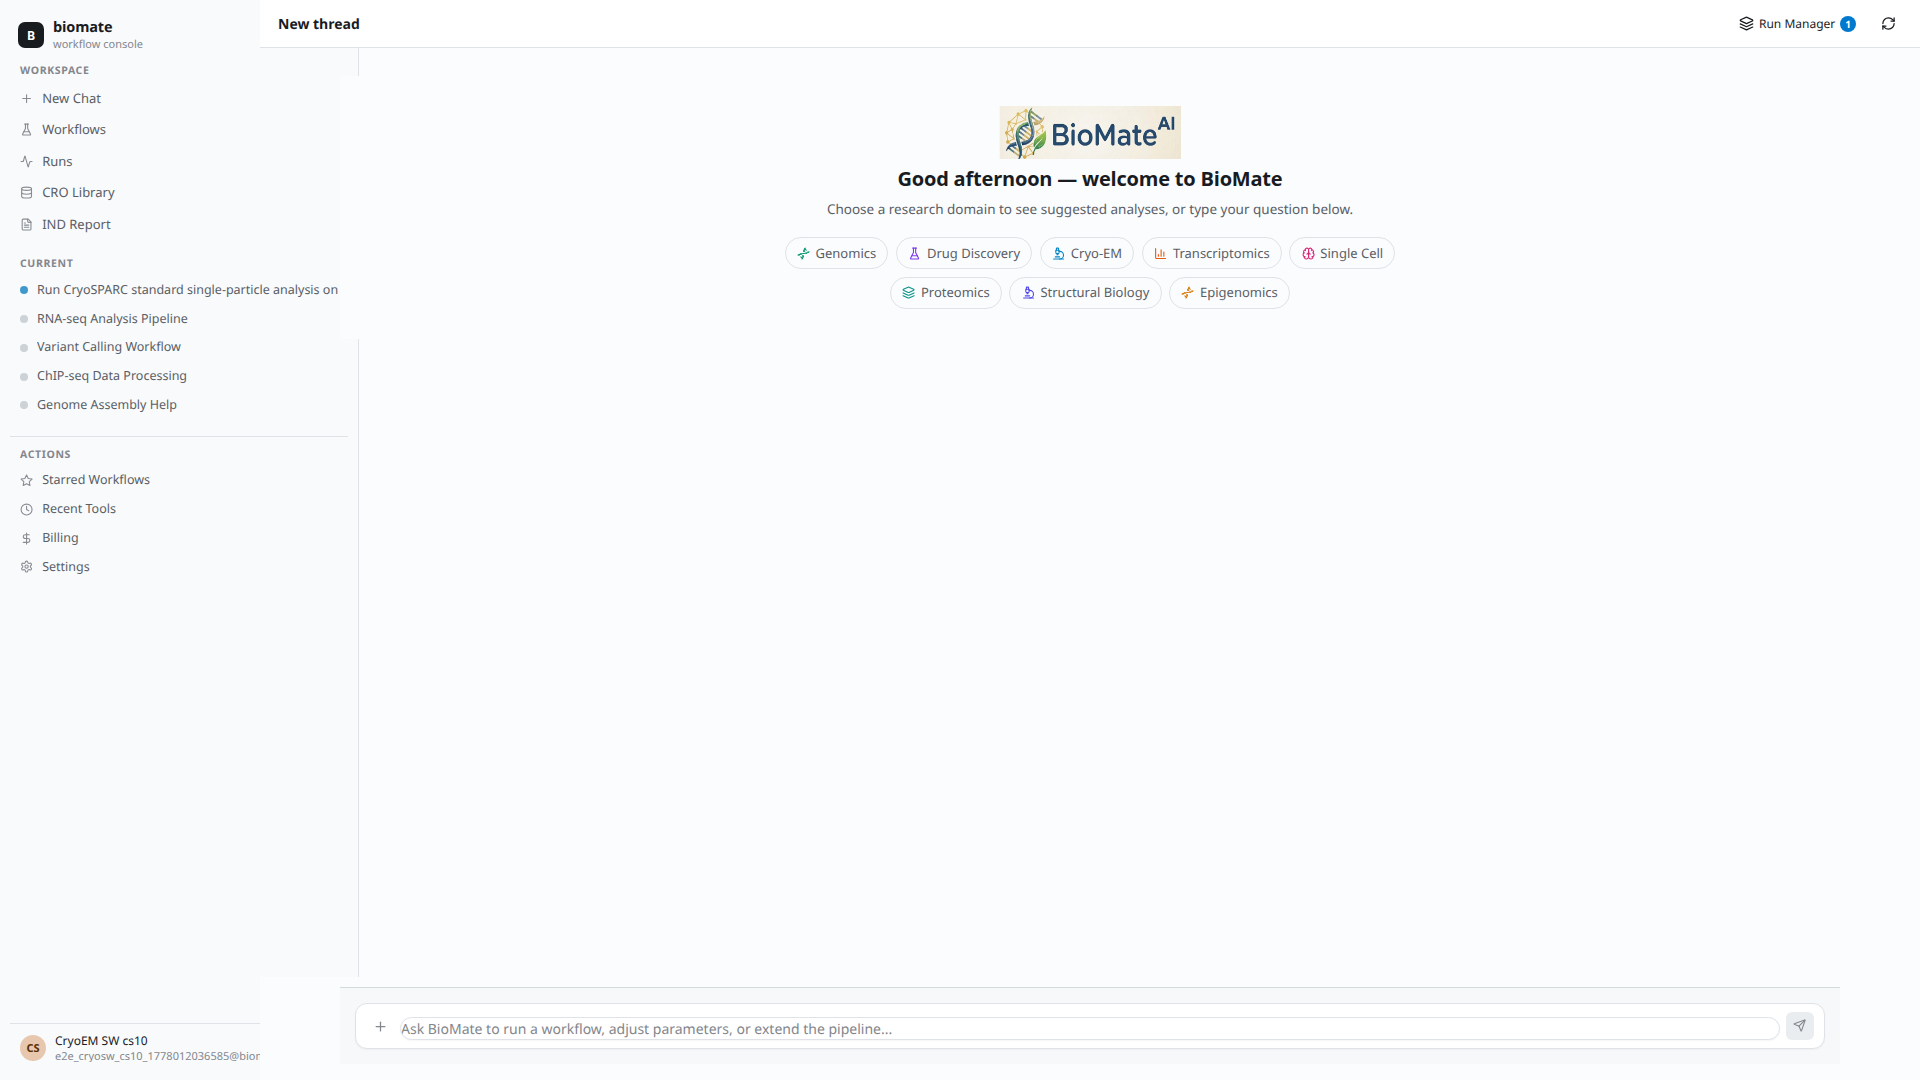 B
biomate
workflow console
WORKSPACE
New Chat
Workflows
Runs
CRO Library
IND Report
CURRENT
Run CryoSPARC standard single-particle analysis on
RNA-seq Analysis Pipeline
Variant Calling Workflow
ChIP-seq Data Processing
Genome Assembly Help
ACTIONS
Starred Workflows
Recent Tools
Billing
Settings
CS
CryoEM SW cs10
e2e_cryosw_cs10_1778012036585@bior
New thread
Run Manager 1
BioMate AI
Good afternoon — welcome to BioMate
Choose a research domain to see suggested analyses, or type your question below.
Genomics Drug Discovery Cryo-EM Transcriptomics Single Cell
Proteomics Structural Biology Epigenomics
Ask BioMate to run a workflow, adjust parameters, or extend the pipeline...